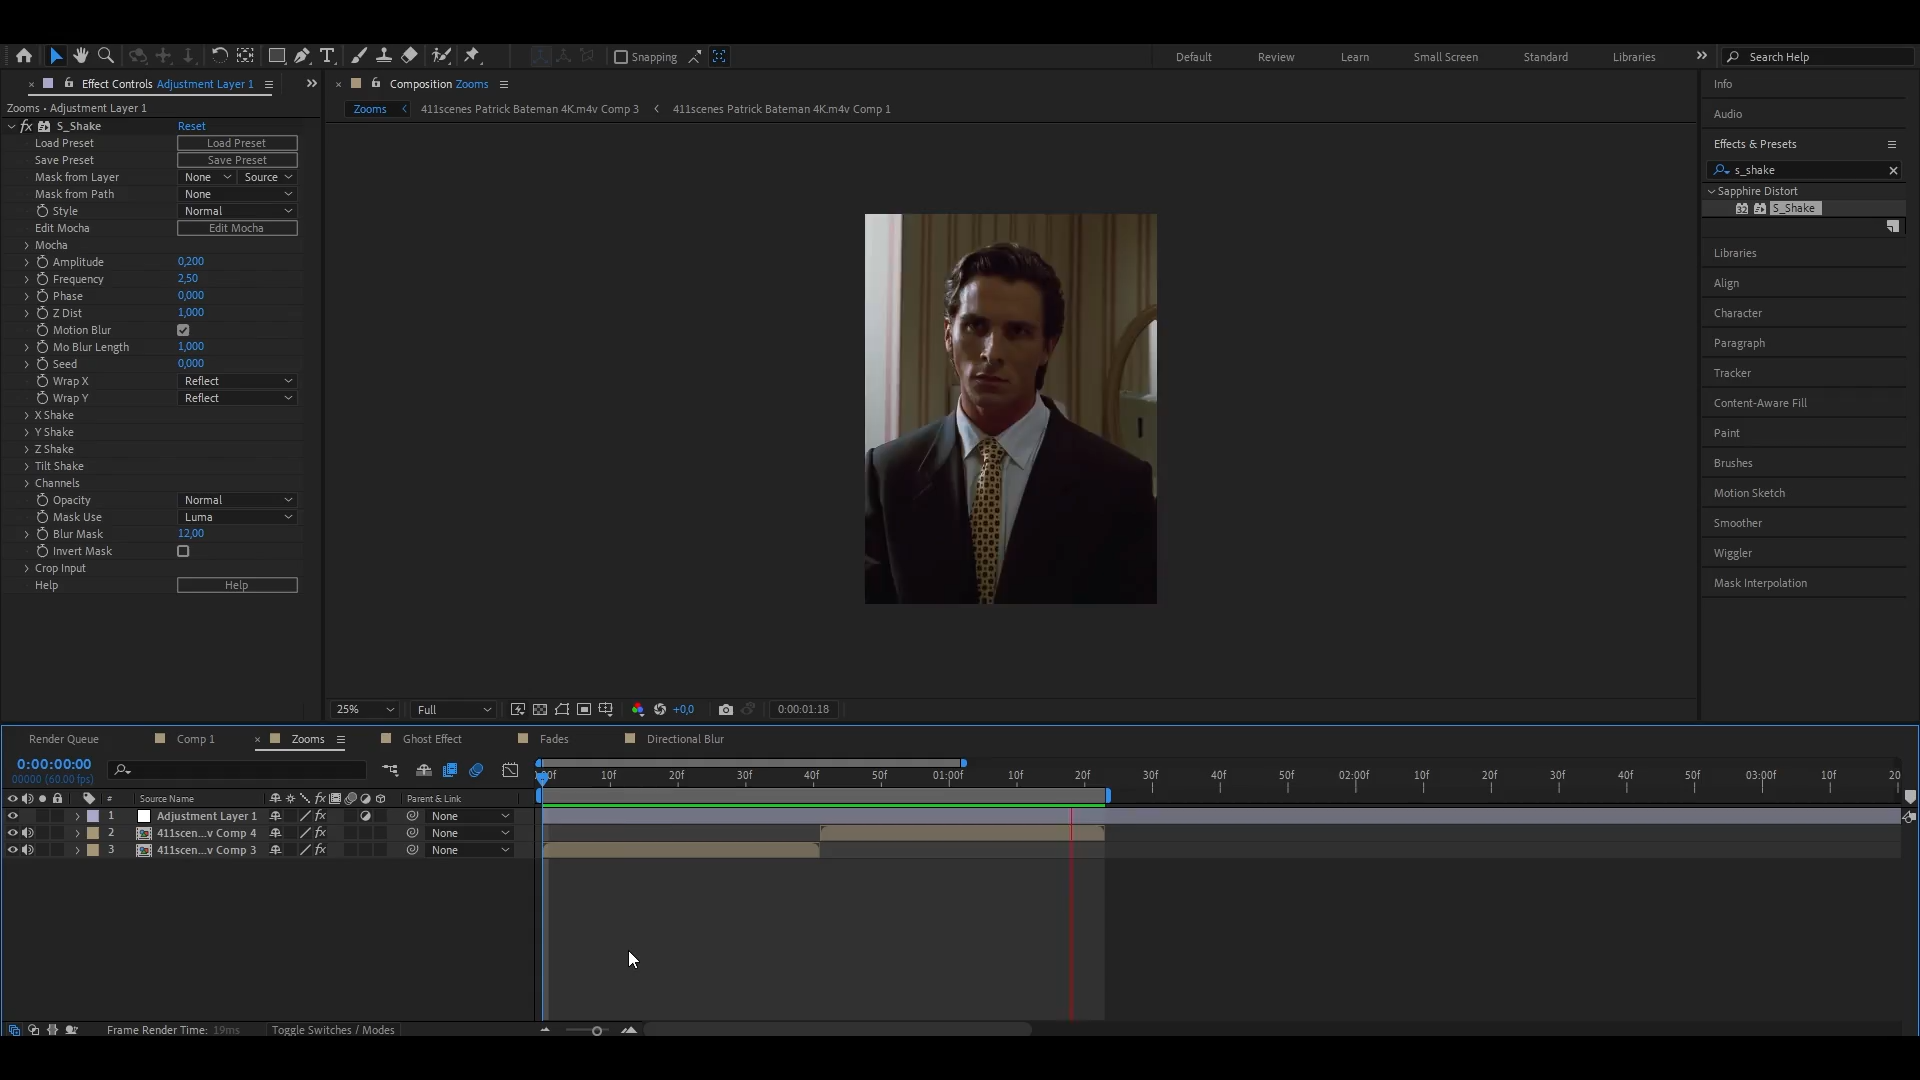 Snapping
Default
Review
Learn
Small Screen
Standard
Libraries
Search Help
Effect Controls Adjustment Layer 1
Zooms • Adjustment Layer 1
fx S_Shake Reset
Load Preset Load Preset
Save Preset Save Preset
Mask from Layer None Source
Mask from Path None
Style Normal
Edit Mocha Edit Mocha
Mocha
Amplitude 0,200
Frequency 2,50
Phase 0,000
Z Dist 1,000
Motion Blur
Mo Blur Length 1,000
Seed 0,000
Wrap X Reflect
Wrap Y Reflect
X Shake
Y Shake
Z Shake
Tilt Shake
Channels
Opacity Normal
Mask Use Luma
Blur Mask 12,00
Invert Mask
Crop Input
Help Help
Composition Zooms
Zooms 411scenes Patrick Bateman 4K.m4v Comp 3 411scenes Patrick Bateman 4K.m4v Comp 1
25% Full +0,0 0:00:01:18
Info
Audio
Effects & Presets
s_shake
Sapphire Distort
32 S_Shake
Libraries
Align
Character
Paragraph
Tracker
Content-Aware Fill
Paint
Brushes
Motion Sketch
Smoother
Wiggler
Mask Interpolation
Render Queue Comp 1 Zooms Ghost Effect Fades Directional Blur
0:00:00:00
00000 (60.00 fps)
10f 20f 30f 40f 50f 01:00f 10f 20f 30f 40f 50f 02:00f 10f 20f 30f 40f 50f 03:00f 10f 20
# Source Name fx Parent & Link
1 Adjustment Layer 1 fx None
2 411scen...v Comp 4 fx None
3 411scen...v Comp 3 fx None
Frame Render Time: 19ms Toggle Switches / Modes